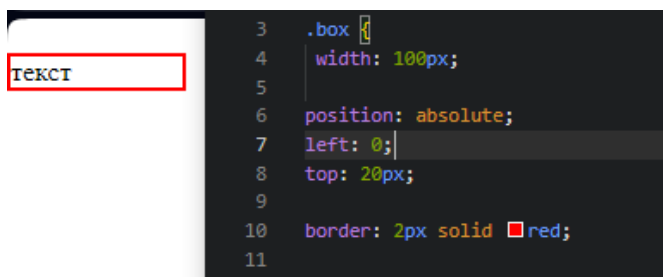 текст
3 .box {
4 width: 100px;
5
6 position: absolute;
7 left: 0;
8 top: 20px;
9
10 border: 2px solid red;
11